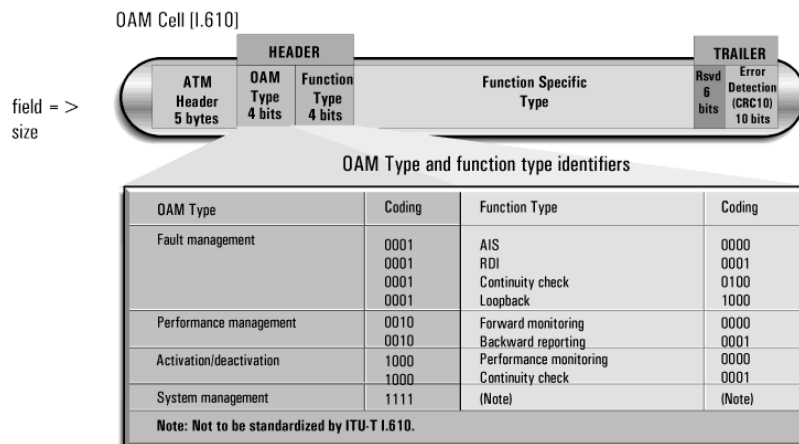 OAM Cell [I.610]
HEADER
TRAILER
field = >
size
ATM
Header
5 bytes
OAM
Type
4 bits
Function
Type
4 bits
Function Specific
Type
Rsvd
6
bits
Error
Detection
(CRC10)
10 bits
OAM Type and function type identifiers
OAM Type Coding Function Type Coding
Fault management
0001 AIS 0000
0001 RDI 0001
0001 Continuity check 0100
0001 Loopback 1000
Performance management 0010 Forward monitoring 0000
0010 Backward reporting 0001
Activation/deactivation 1000 Performance monitoring 0000
1000 Continuity check 0001
System management 1111 (Note) (Note)
Note: Not to be standardized by ITU-T I.610.